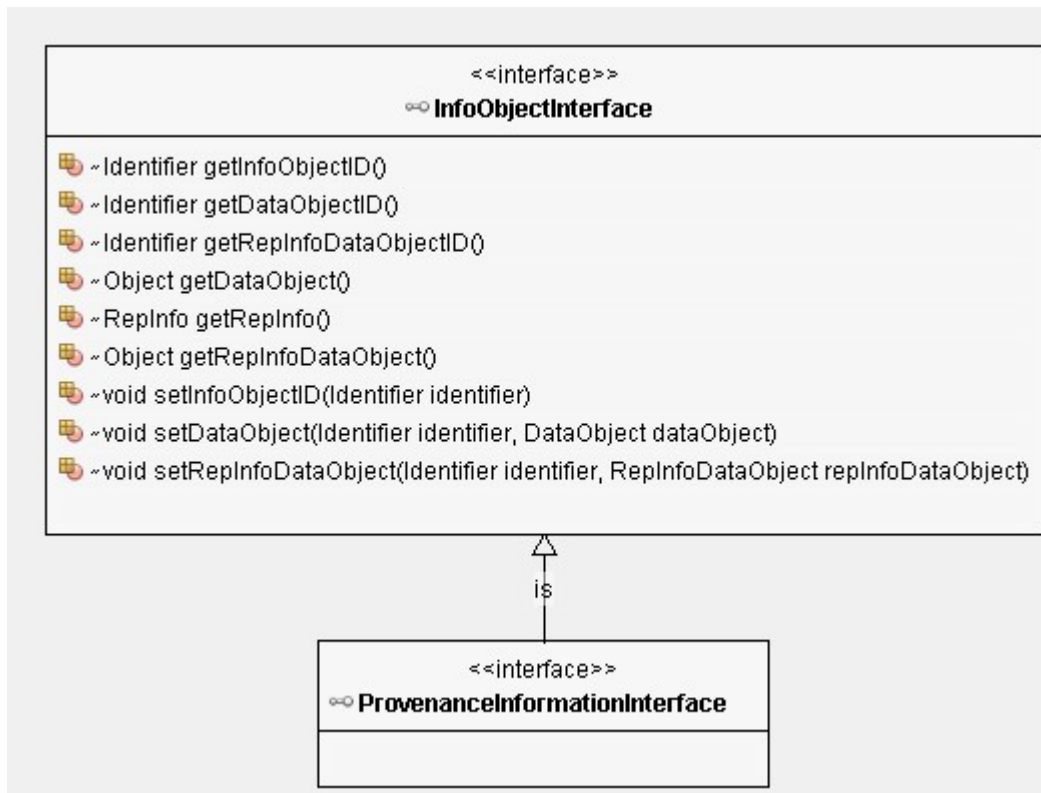 <<interface>>
InfoObjectInterface
~Identifier getInfoObjectID()
~Identifier getDataObjectID()
~Identifier getRepInfoDataObjectID()
~Object getDataObject()
~RepInfo getRepInfo()
~Object getRepInfoDataObject()
~void setInfoObjectID(Identifier identifier)
~void setDataObject(Identifier identifier, DataObject dataObject)
~void setRepInfoDataObject(Identifier identifier, RepInfoDataObject repInfoDataObject)
is
<<interface>>
ProvenanceInformationInterface